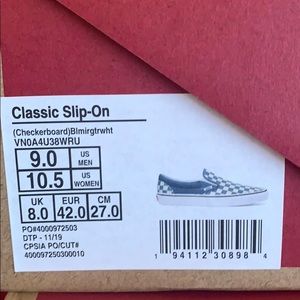 Classic Slip-On
(Checkerboard)Blmirgtrwht
VN0A4U38WRU
9.0 US MEN
10.5 US WOMEN
UK EUR CM
8.0 42.0 27.0
PO#4000972503
DTP - 11/19
CPSIA PO/CUT#
400097250300010
1 94112 30898 4